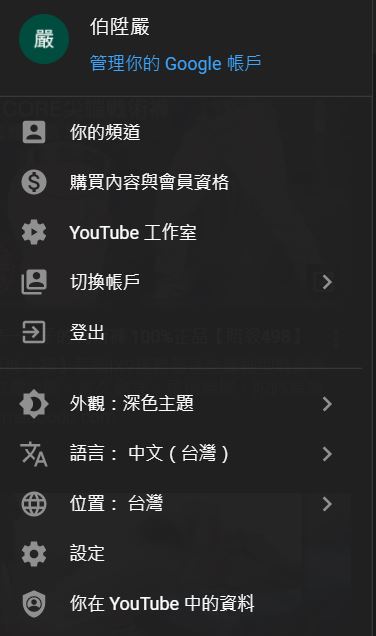 嚴
伯陞嚴
管理你的 Google 帳戶
你的頻道
購買內容與會員資格
YouTube 工作室
切換帳戶
登出
外觀：深色主題
語言： 中文 ( 台灣 )
位置： 台灣
設定
你在 YouTube 中的資料